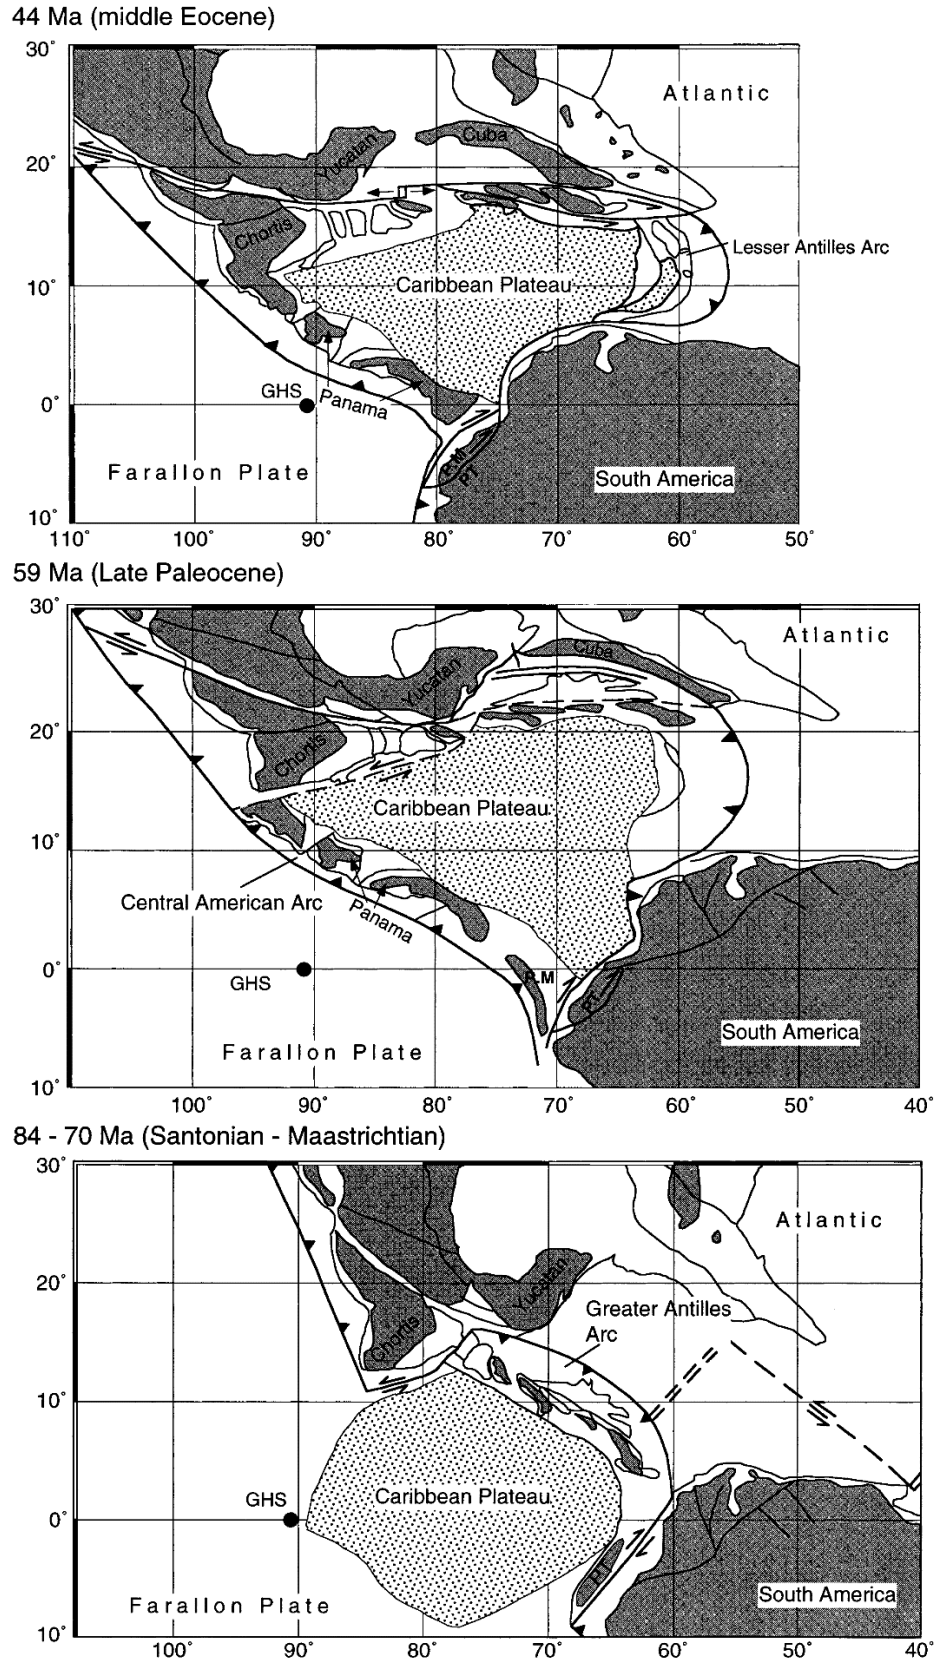 44 Ma (middle Eocene)
30°
Atlantic
Cuba
Yucatan
20°
Chortis
Lesser Antilles Arc
Caribbean Plateau
10°
GHS
Panama
0°
P.M
PT
Farallon Plate
South America
10°
110° 100° 90° 80° 70° 60° 50°
59 Ma (Late Paleocene)
30°
Atlantic
Cuba
Yucatan
20°
Chortis
Caribbean Plateau
10°
Central American Arc
Panama
0°
GHS
P.M
PT
Farallon Plate
South America
10°
100° 90° 80° 70° 60° 50° 40°
84 - 70 Ma (Santonian - Maastrichtian)
30°
Atlantic
20°
Yucatan
Greater Antilles
Arc
Chortis
10°
GHS
Caribbean Plateau
0°
PT
South America
Farallon Plate
10°
100° 90° 80° 70° 60° 50° 40°